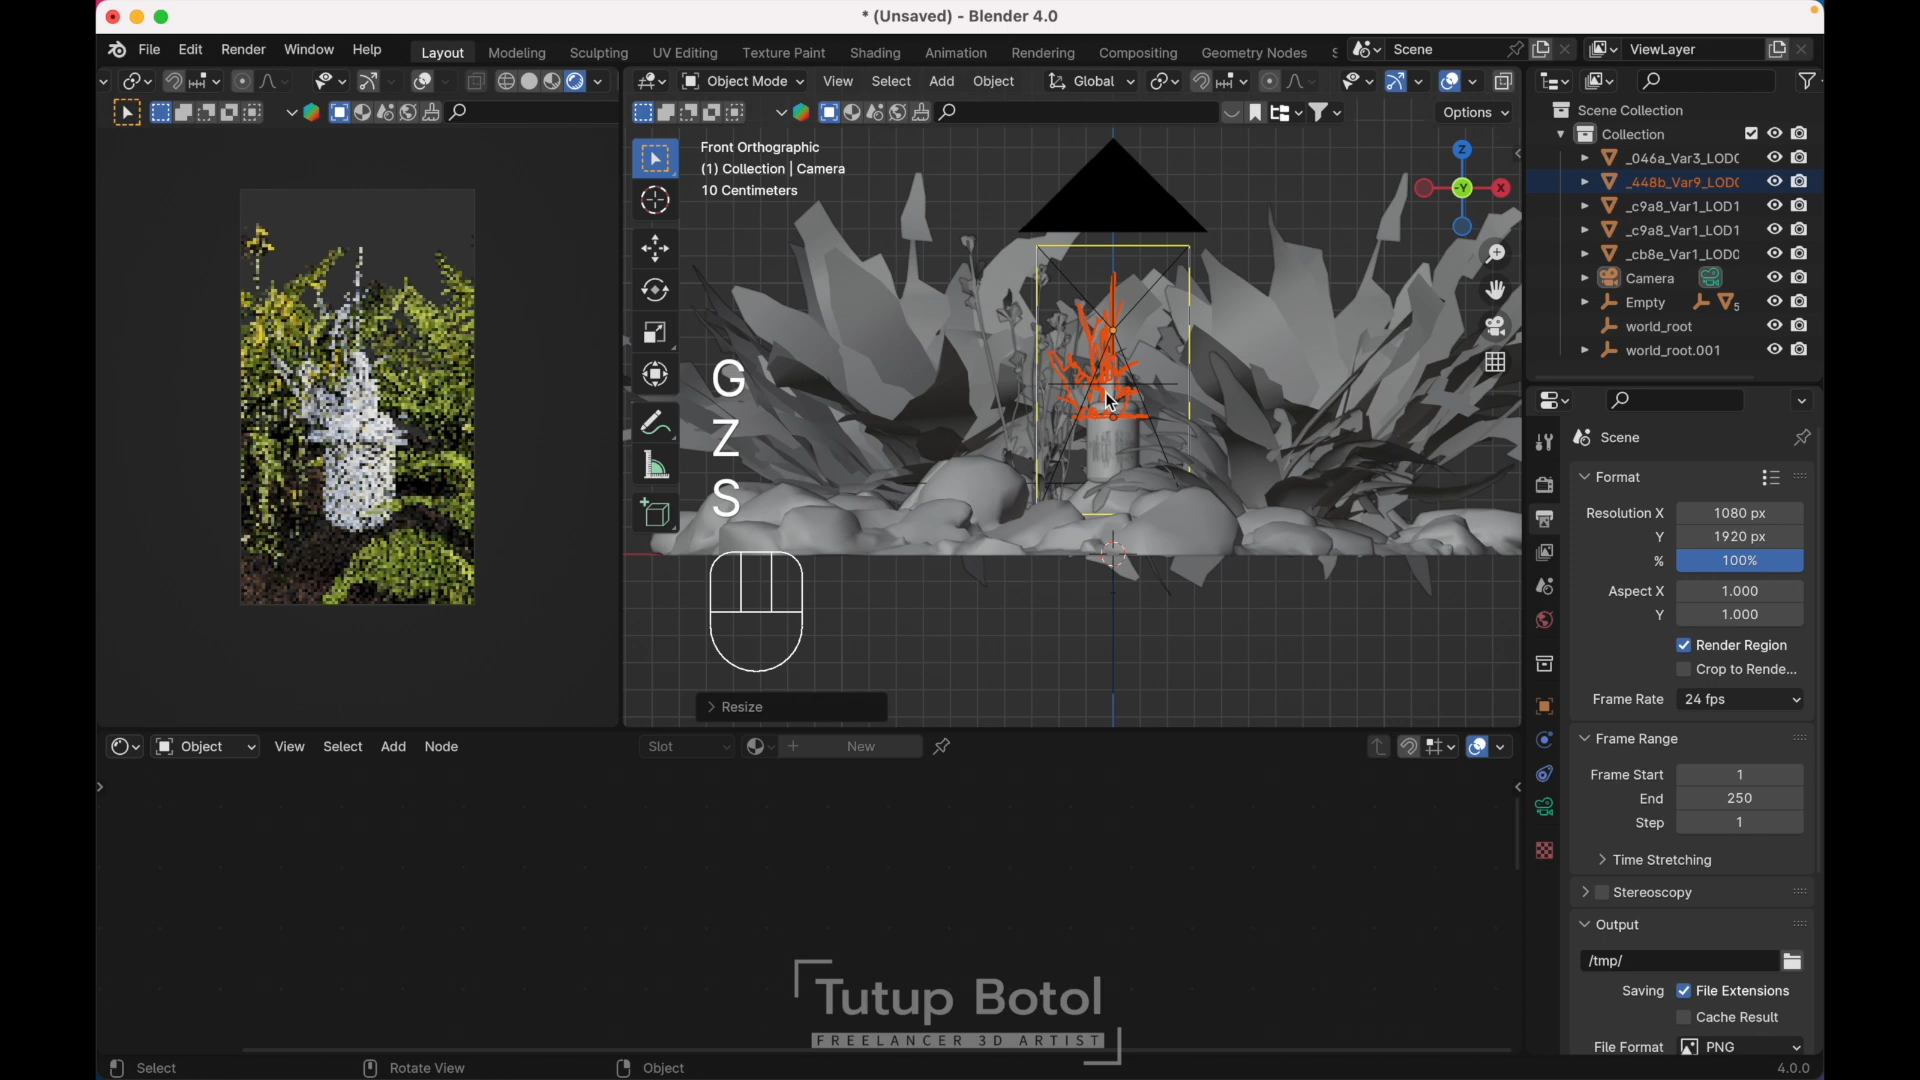 * (Unsaved) - Blender 4.0
File Edit Render Window Help
Layout Modeling Sculpting UV Editing Texture Paint Shading Animation Rendering Compositing Geometry Nodes
Scene
ViewLayer
Object Mode View Select Add Object
Global
Options
Front Orthographic
(1) Collection | Camera
10 Centimeters
Z
X
-Y
G
Z
S
Resize
Scene Collection
Collection
_046a_Var3_LOD0
_448b_Var9_LOD0
_c9a8_Var1_LOD1
_c9a8_Var1_LOD1
_cb8e_Var1_LOD0
Camera
Empty 5
world_root
world_root.001
Scene
Format
Resolution X 1080 px
Y 1920 px
% 100%
Aspect X 1.000
Y 1.000
Render Region
Crop to Rende...
Frame Rate 24 fps
Frame Range
Frame Start 1
End 250
Step 1
Time Stretching
Stereoscopy
Output
/tmp/
Saving File Extensions
Cache Result
File Format PNG
Object View Select Add Node
Slot New
Tutup Botol
FREELANCER 3D ARTIST
Select Rotate View Object
4.0.0